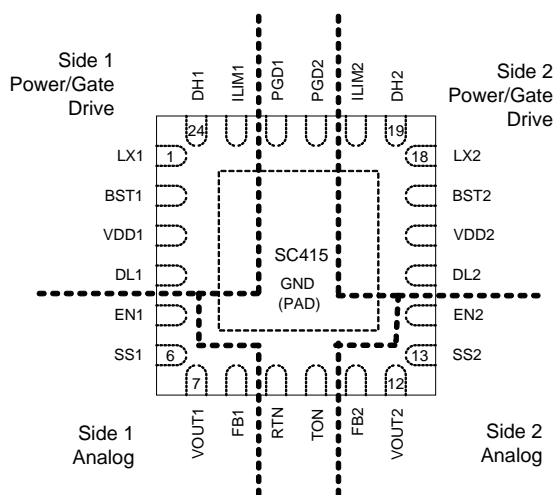 Side 1
Power/Gate
Drive
DH1
ILIM1
PGD1
PGD2
ILIM2
DH2
Side 2
Power/Gate
Drive
24
19
LX1
1
18
LX2
BST1
BST2
VDD1
VDD2
SC415
GND
(PAD)
DL1
DL2
EN1
EN2
SS1
6
13
SS2
7
12
VOUT1
FB1
RTN
TON
FB2
VOUT2
Side 1
Analog
Side 2
Analog